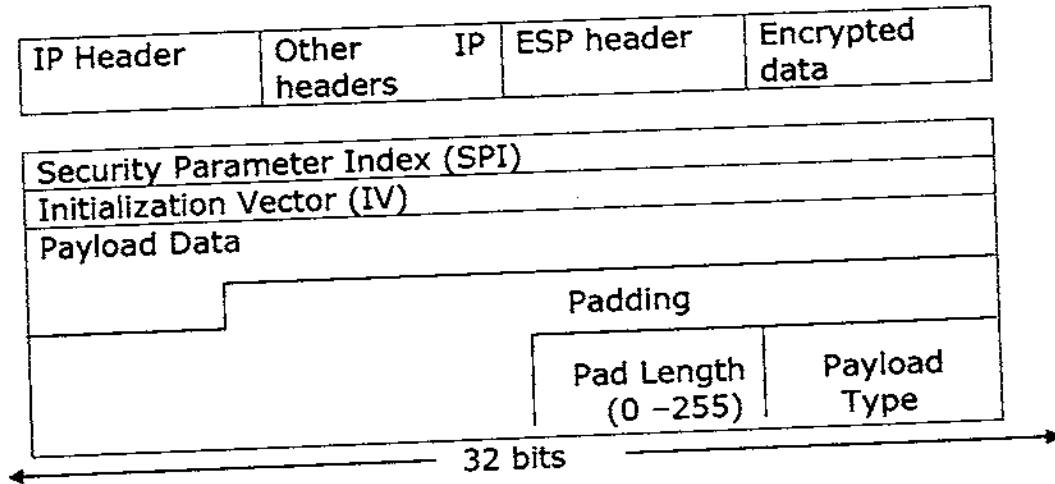 IP Header
Other IP
headers
ESP header
Encrypted
data
Security Parameter Index (SPI)
Initialization Vector (IV)
Payload Data
Padding
Pad Length
(0 –255)
Payload
Type
32 bits